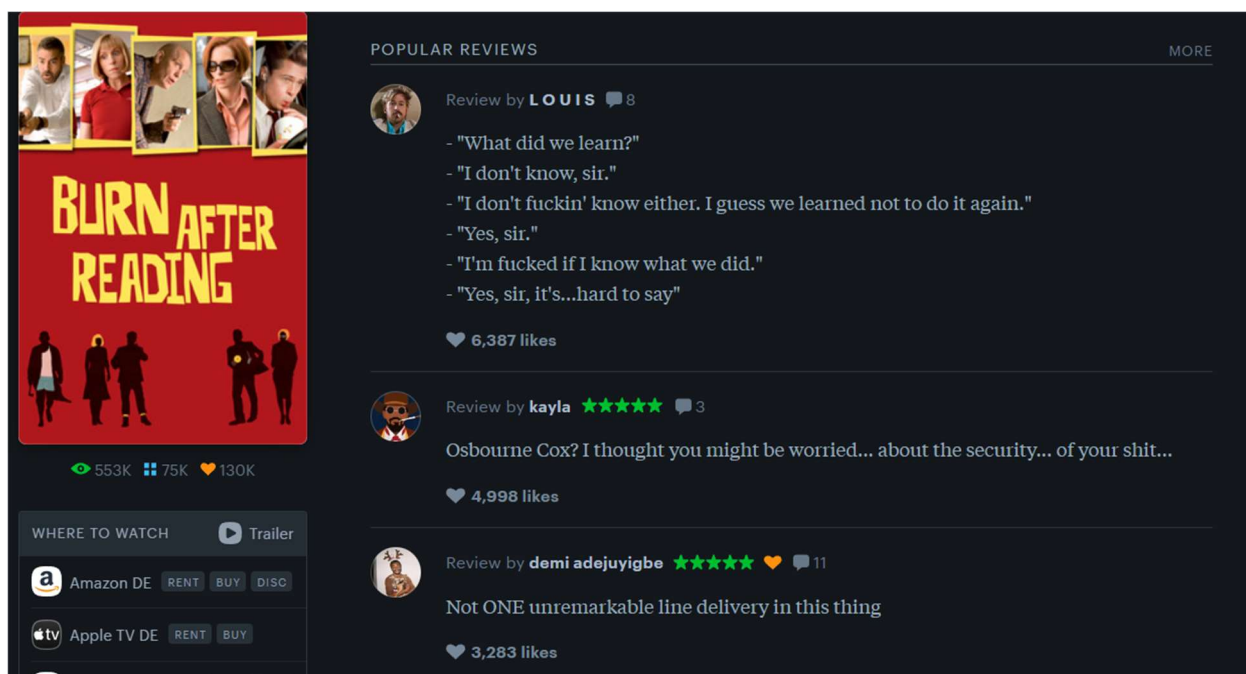 BURN AFTER
READING
553K 75K 130K
WHERE TO WATCH Trailer
a Amazon DE RENT BUY DISC
tv Apple TV DE RENT BUY
POPULAR REVIEWS MORE
Review by L O U I S 8
- "What did we learn?"
- "I don't know, sir."
- "I don't fuckin' know either. I guess we learned not to do it again."
- "Yes, sir."
- "I'm fucked if I know what we did."
- "Yes, sir, it's...hard to say"
6,387 likes
Review by kayla ★★★★★ 3
Osbourne Cox? I thought you might be worried... about the security... of your shit...
4,998 likes
Review by demi adejuyigbe ★★★★★ 11
Not ONE unremarkable line delivery in this thing
3,283 likes